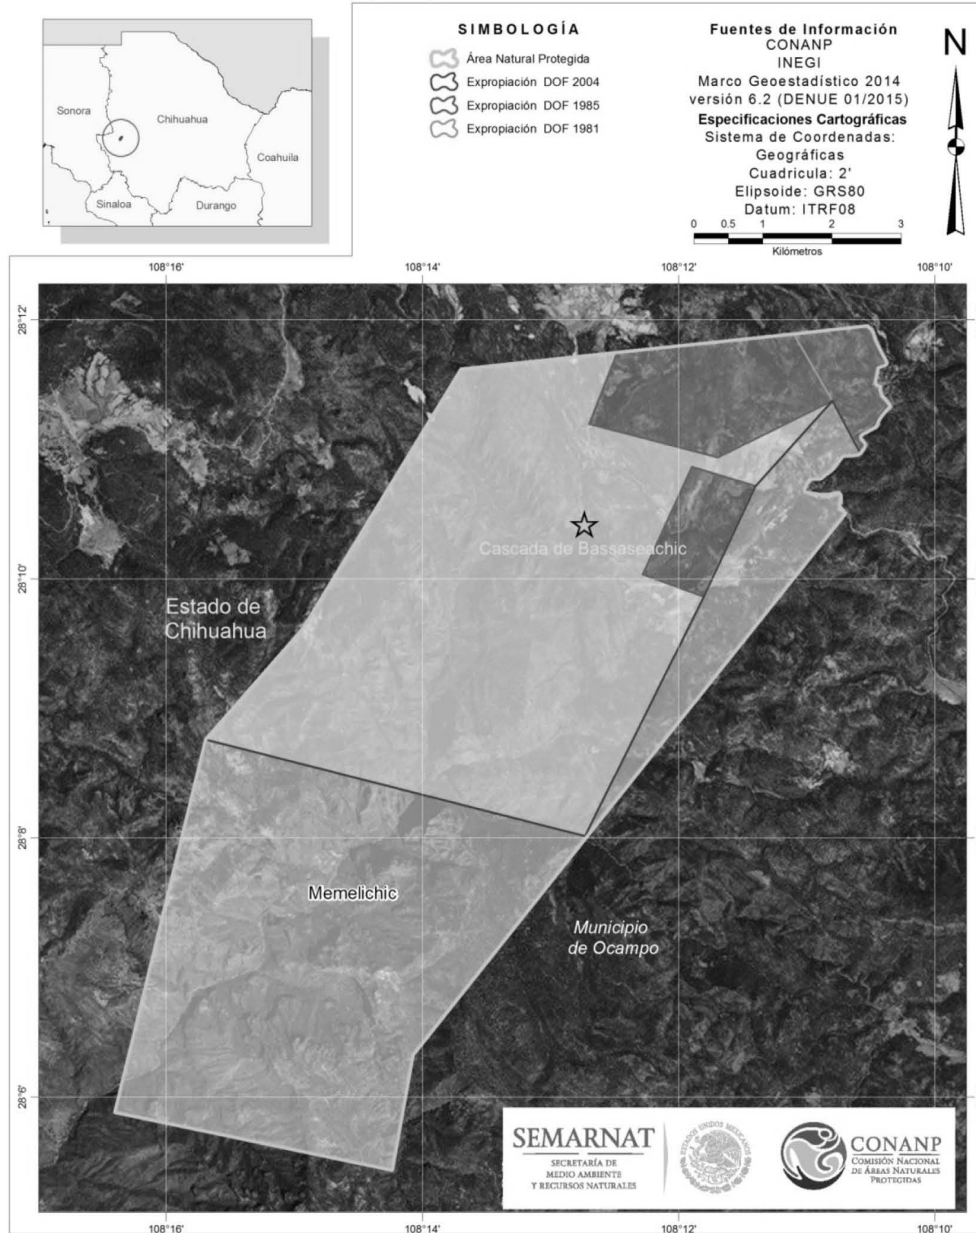 Sonora
Chihuahua
Coahuila
Sinaloa
Durango
SIMBOLOGÍA
Área Natural Protegida
Expropiación DOF 2004
Expropiación DOF 1985
Expropiación DOF 1981
Fuentes de Información
CONANP
INEGI
Marco Geoestadístico 2014
versión 6.2 (DENUE 01/2015)
Especificaciones Cartográficas
Sistema de Coordenadas:
Geográficas
Cuadricula: 2'
Elipsoide: GRS80
Datum: ITRF08
0 0.5 1 2 3
Kilómetros
N
108°16' 108°14' 108°12' 108°10'
28°12'
28°10'
28°8'
28°6'
Cascada de Bassaseachic
Estado de
Chihuahua
Memelichic
Municipio
de Ocampo
SEMARNAT
SECRETARÍA DE
MEDIO AMBIENTE
Y RECURSOS NATURALES
ESTADOS UNIDOS MEXICANOS
CONANP
COMISIÓN NACIONAL
DE ÁREAS NATURALES
PROTEGIDAS
108°16' 108°14' 108°12' 108°10'